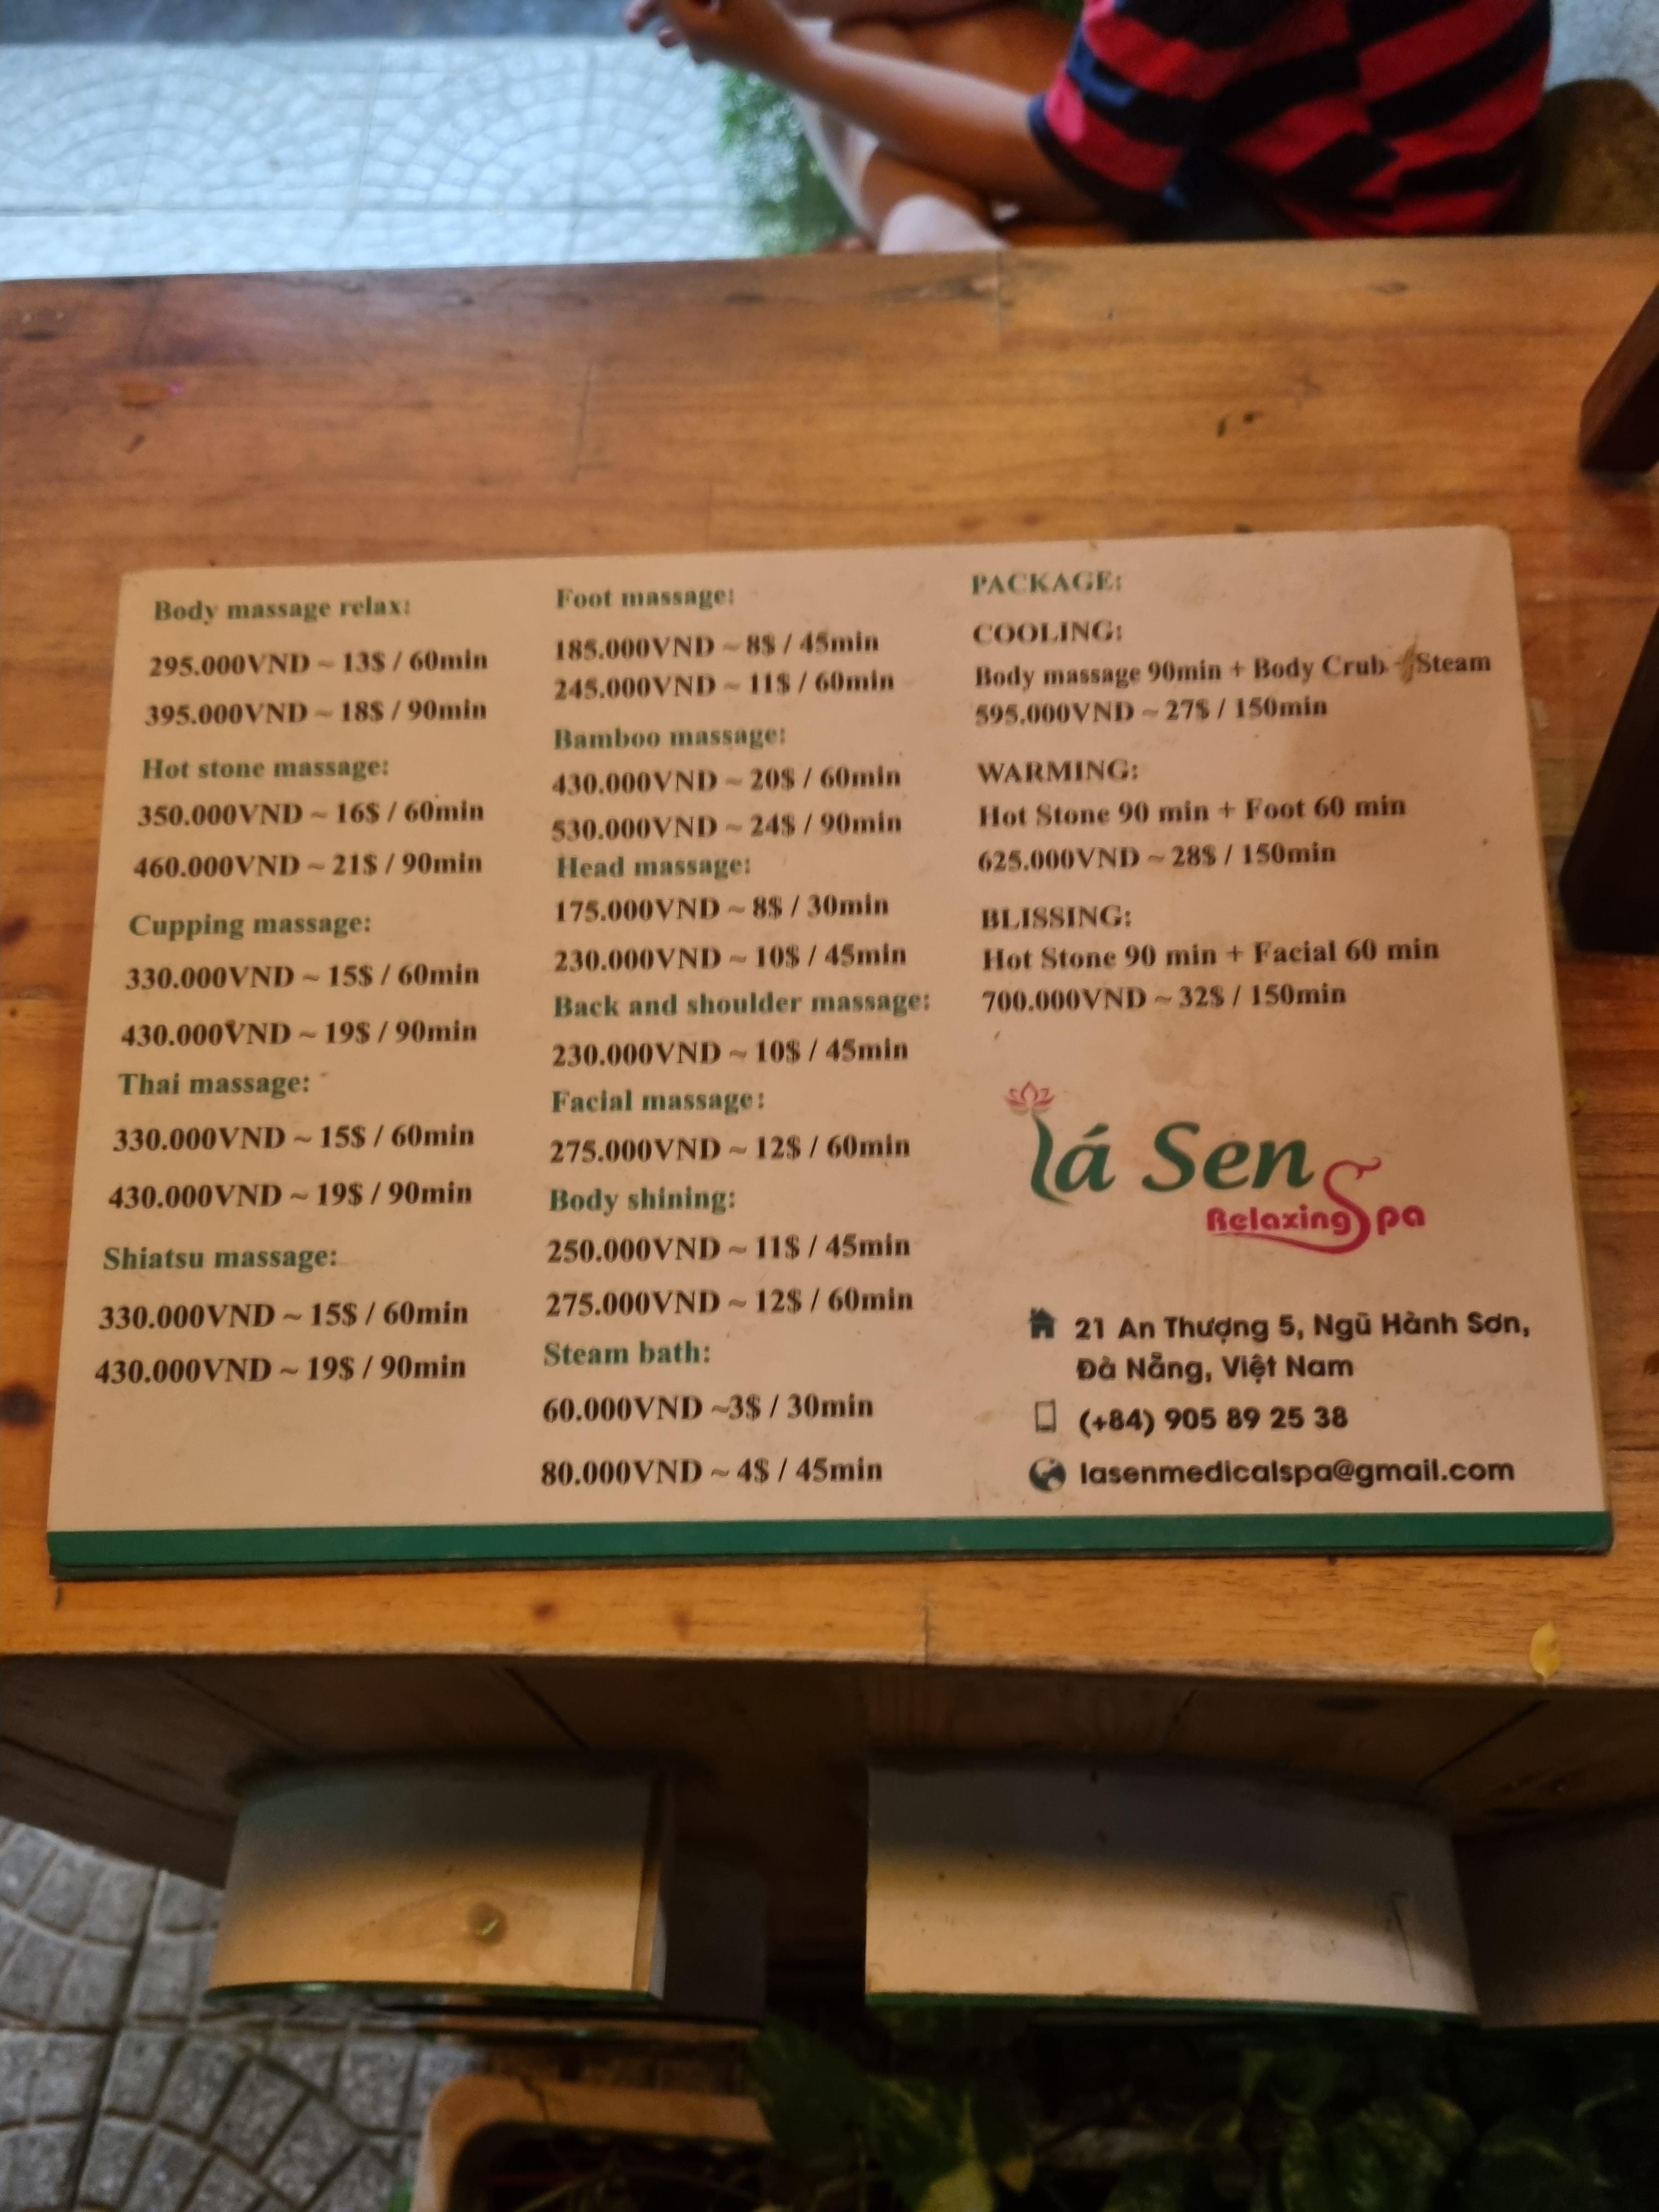 Body massage relax:
295.000VND ~ 13$ / 60min
395.000VND ~ 18$ / 90min
Hot stone massage:
350.000VND ~ 16$ / 60min
460.000VND ~ 21$ / 90min
Cupping massage:
330.000VND ~ 15$ / 60min
430.000VND ~ 19$ / 90min
Thai massage:
330.000VND ~ 15$ / 60min
430.000VND ~ 19$ / 90min
Shiatsu massage:
330.000VND ~ 15$ / 60min
430.000VND ~ 19$ / 90min
Foot massage:
185.000VND ~ 8$ / 45min
245.000VND ~ 11$ / 60min
Bamboo massage:
430.000VND ~ 20$ / 60min
530.000VND ~ 24$ / 90min
Head massage:
175.000VND ~ 8$ / 30min
230.000VND ~ 10$ / 45min
Back and shoulder massage:
230.000VND ~ 10$ / 45min
Facial massage:
275.000VND ~ 12$ / 60min
Body shining:
250.000VND ~ 11$ / 45min
275.000VND ~ 12$ / 60min
Steam bath:
60.000VND ~3$ / 30min
80.000VND ~ 4$ / 45min
PACKAGE:
COOLING:
Body massage 90min + Body Crub + Steam
595.000VND ~ 27$ / 150min
WARMING:
Hot Stone 90 min + Foot 60 min
625.000VND ~ 28$ / 150min
BLISSING:
Hot Stone 90 min + Facial 60 min
700.000VND ~ 32$ / 150min
Lá Sen
Relaxing Spa
21 An Thượng 5, Ngũ Hành Sơn,
Đà Nẵng, Việt Nam
(+84) 905 89 25 38
lasenmedicalspa@gmail.com